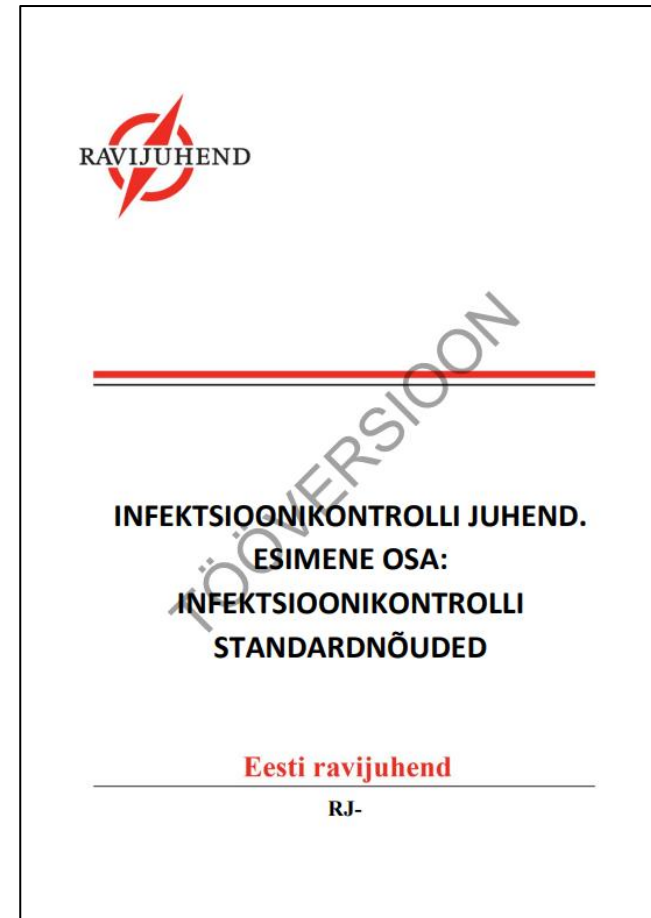 RAVIJUHEND
TÖÖVERSIOON
INFEKTSIOONIKONTROLLI JUHEND.
ESIMENE OSA:
INFEKTSIOONIKONTROLLI
STANDARDNÕUDED
Eesti ravijuhend
RJ-